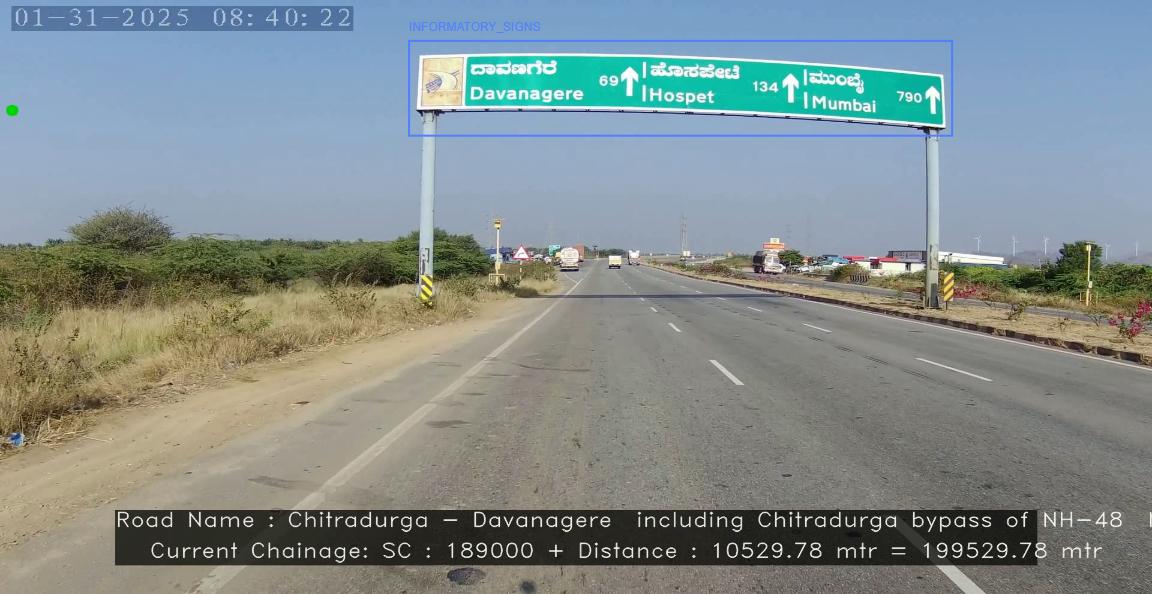 01-31-2025 08:40:22
INFORMATORY_SIGNS
ದಾವಣಗೆರೆ
Davanagere
69
ಹೊಸಪೇಟೆ
Hospet
134
ಮುಂಬೈ
Mumbai
790
Road Name : Chitradurga - Davanagere including Chitradurga bypass of NH-48
Current Chainage: SC : 189000 + Distance : 10529.78 mtr = 199529.78 mtr